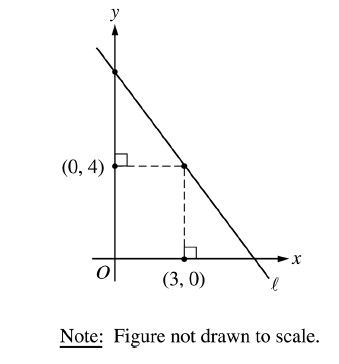 y
(0, 4)
O
(3, 0)
x
ℓ
Note: Figure not drawn to scale.